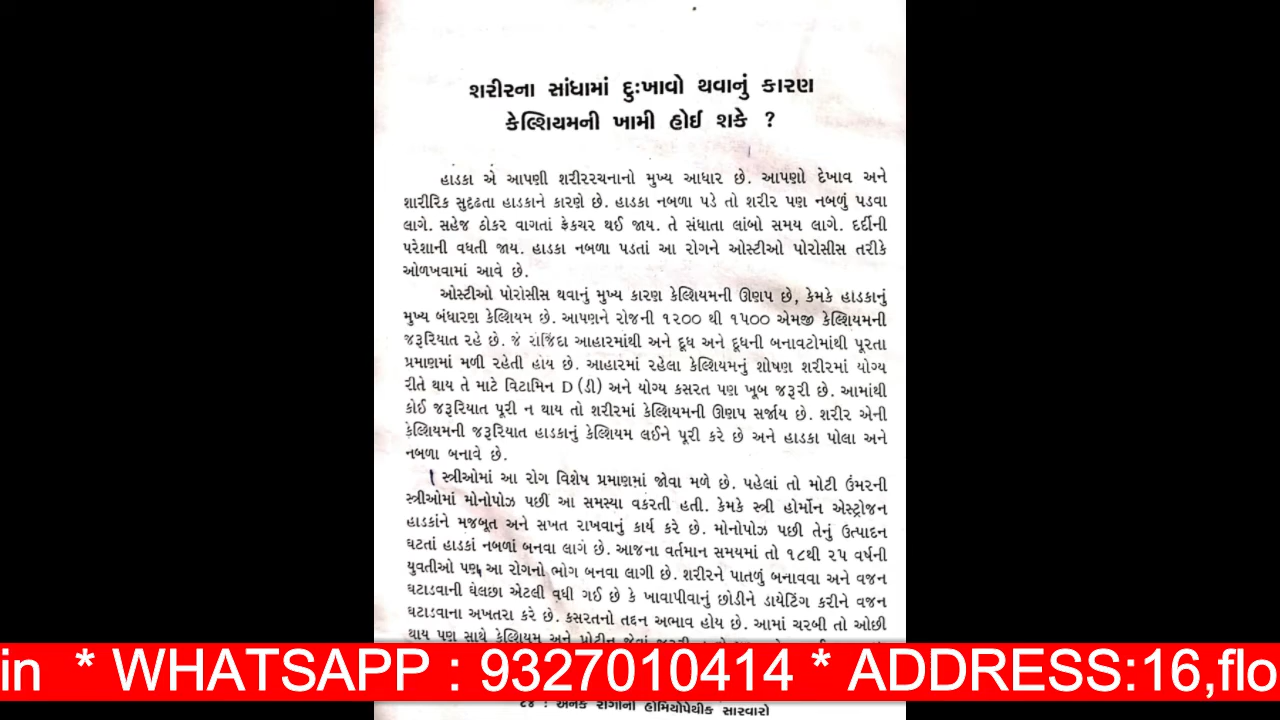 શરીરના સાંધામાં દુઃખાવો થવાનું કારણ
કેલ્શિયમની ખામી હોઈ શકે ?
હાડકા એ આપણી શરીરરચનાનો મુખ્ય આધાર છે. આપણો દેખાવ અને
શારીરિક સુદૃઢતા હાડકાને કારણે છે. હાડકા નબળા પડે તો શરીર પણ નબળું પડવા
લાગે. સહેજ ઠોકર વાગતાં ફેકચર થઈ જાય. તે સંધાતા લાંબો સમય લાગે. દર્દીની
પરેશાની વધતી જાય. હાડકા નબળા પડતાં આ રોગને ઓસ્ટીઓ પોરોસીસ તરીકે
ઓળખવામાં આવે છે.
ઓસ્ટીઓ પોરોસીસ થવાનું મુખ્ય કારણ કેલ્શિયમની ઊણપ છે, કેમકે હાડકાનું
મુખ્ય બંધારણ કેલ્શિયમ છે. આપણને રોજની ૧૨૦૦ થી ૧૫૦૦ એમજી કેલ્શિયમની
જરૂરિયાત રહે છે. જે રોજિંદા આહારમાંથી અને દૂધ અને દૂધની બનાવટોમાંથી પૂરતા
પ્રમાણમાં મળી રહેતી હોય છે. આહારમાં રહેલા કેલ્શિયમનું શોષણ શરીરમાં યોગ્ય
રીતે થાય તે માટે વિટામિન D (ડી) અને યોગ્ય કસરત પણ ખૂબ જરૂરી છે. આમાંથી
કોઈ જરૂરિયાત પૂરી ન થાય તો શરીરમાં કેલ્શિયમની ઊણપ સર્જાય છે. શરીર એની
કેલ્શિયમની જરૂરિયાત હાડકાનું કેલ્શિયમ લઈને પૂરી કરે છે અને હાડકા પોલા અને
નબળા બનાવે છે.
સ્ત્રીઓમાં આ રોગ વિશેષ પ્રમાણમાં જોવા મળે છે. પહેલાં તો મોટી ઉંમરની
સ્ત્રીઓમાં મોનોપોઝ પછી આ સમસ્યા વકરતી હતી. કેમકે સ્ત્રી હોર્મોન એસ્ટ્રોજન
હાડકાંને મજબૂત અને સખત રાખવાનું કાર્ય કરે છે. મોનોપોઝ પછી તેનું ઉત્પાદન
ઘટતાં હાડકાં નબળાં બનવા લાગે છે. આજના વર્તમાન સમયમાં તો ૧૮થી ૨૫ વર્ષની
યુવતીઓ પણ આ રોગનો ભોગ બનવા લાગી છે. શરીરને પાતળું બનાવવા અને વજન
ઘટાડવાની ઘેલછા એટલી વધી ગઈ છે કે ખાવાપીવાનું છોડીને ડાયેટિંગ કરીને વજન
ઘટાડવાના અખતરા કરે છે. કસરતનો તદ્દન અભાવ હોય છે. આમાં ચરબી તો ઓછી
થાય પણ સાથે કેલ્શિયમ અને પ્રોટીન જેવાં
in * WHATSAPP : 9327010414 * ADDRESS:16,flo
૮૪ : અનેક રોગોની હોમિયોપેથીક સારવારો